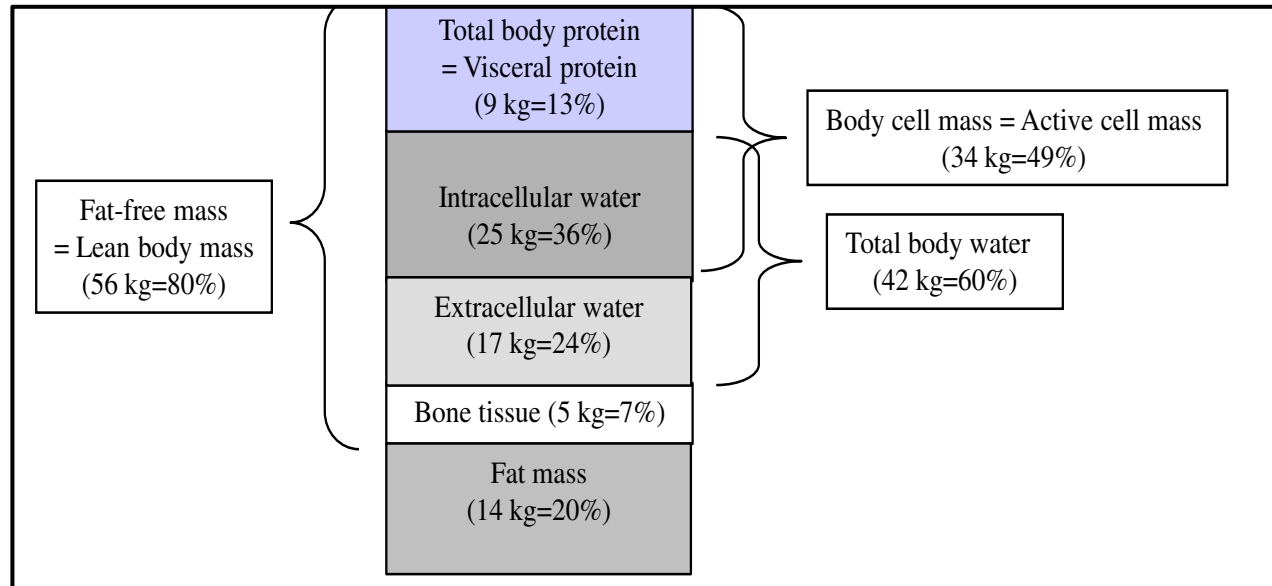 Total body protein
= Visceral protein
(9 kg=13%)
Body cell mass = Active cell mass
(34 kg=49%)
Intracellular water
(25 kg=36%)
Fat-free mass
= Lean body mass
(56 kg=80%)
Total body water
(42 kg=60%)
Extracellular water
(17 kg=24%)
Bone tissue (5 kg=7%)
Fat mass
(14 kg=20%)